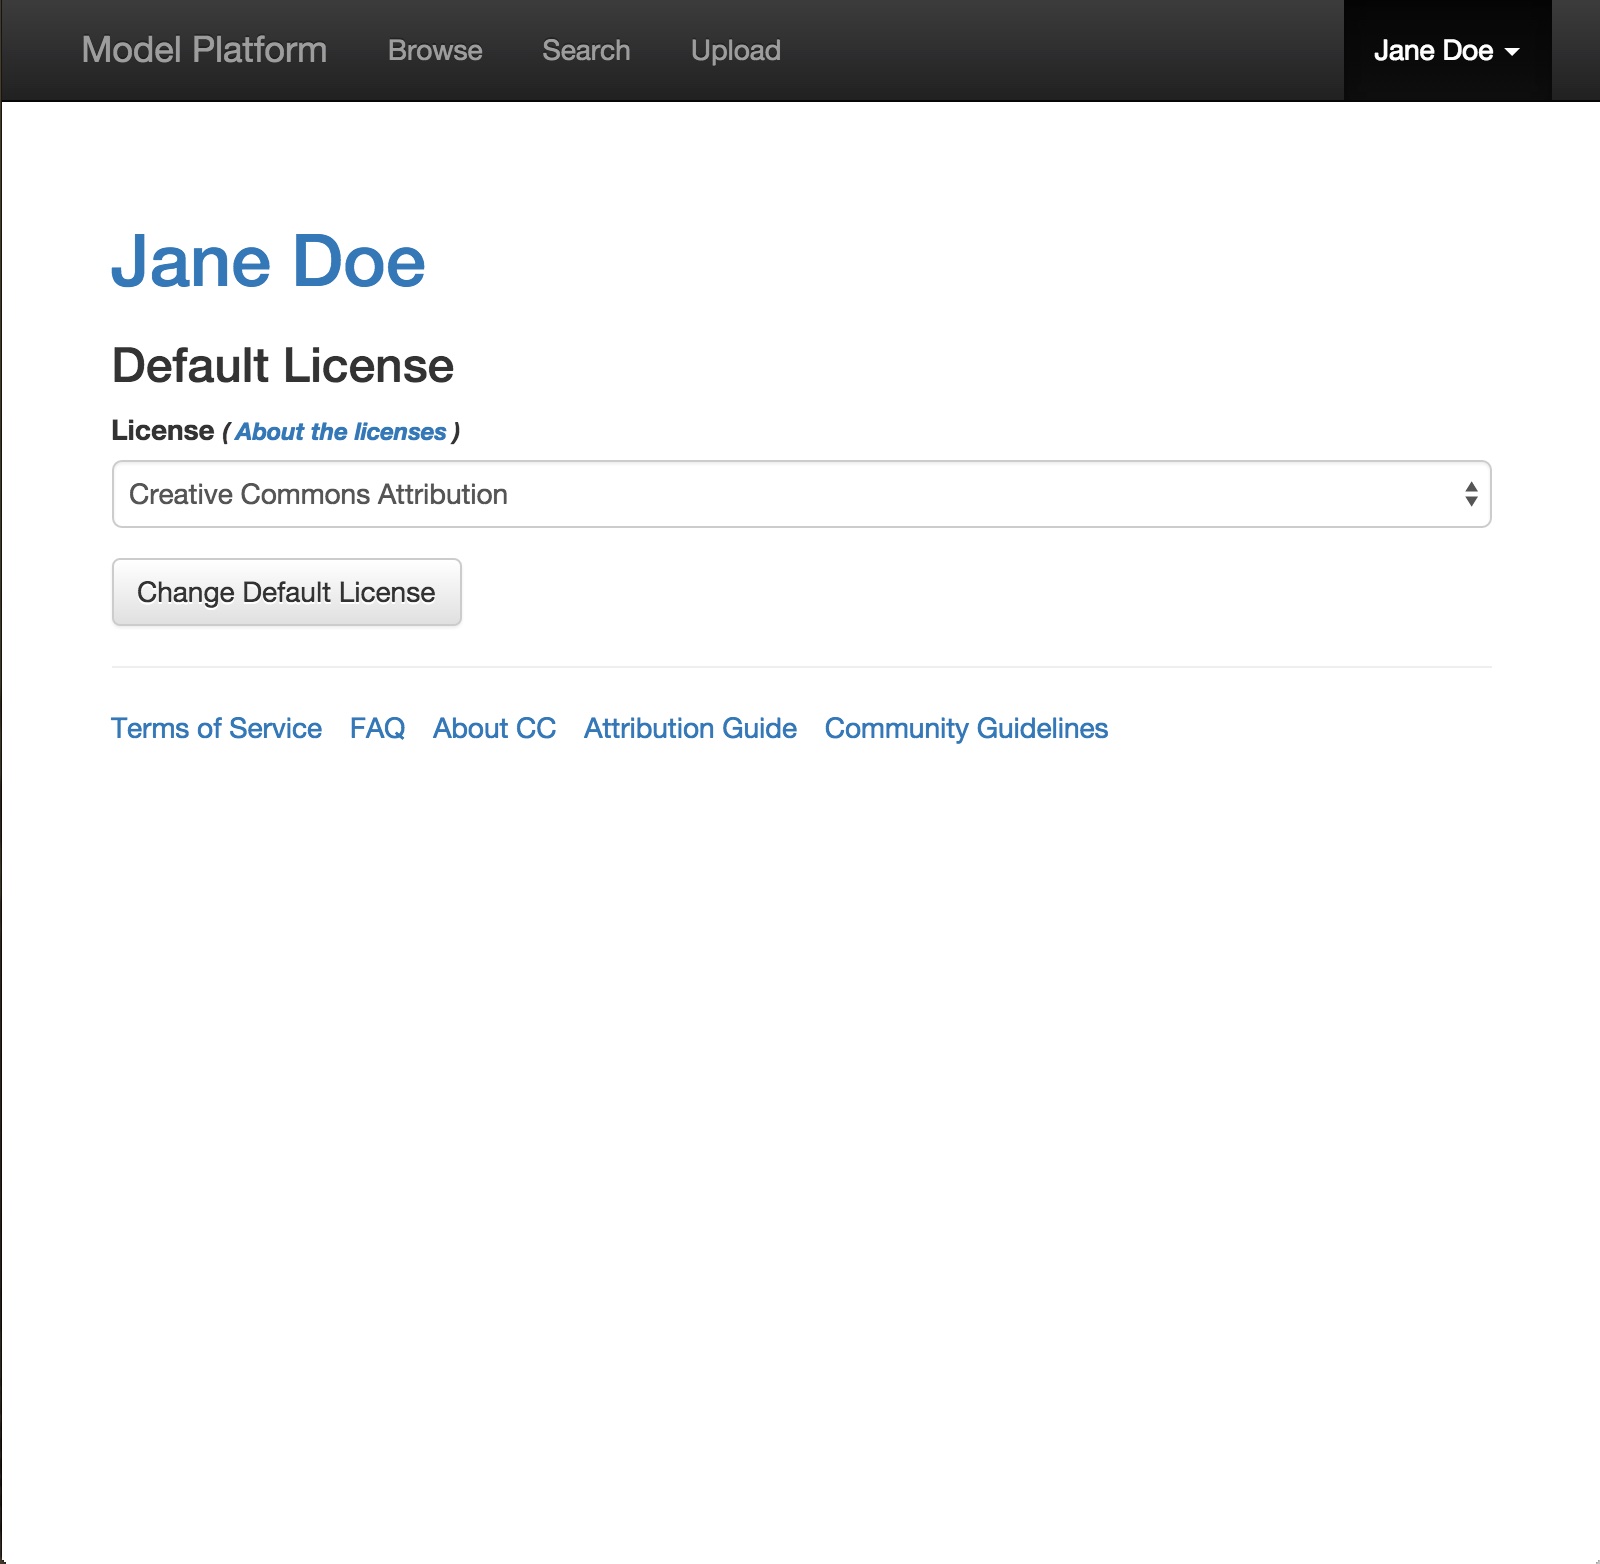 Model Platform Browse Search Upload Jane Doe
Jane Doe
Default License
License ( About the licenses )
Creative Commons Attribution
Change Default License
Terms of Service FAQ About CC Attribution Guide Community Guidelines